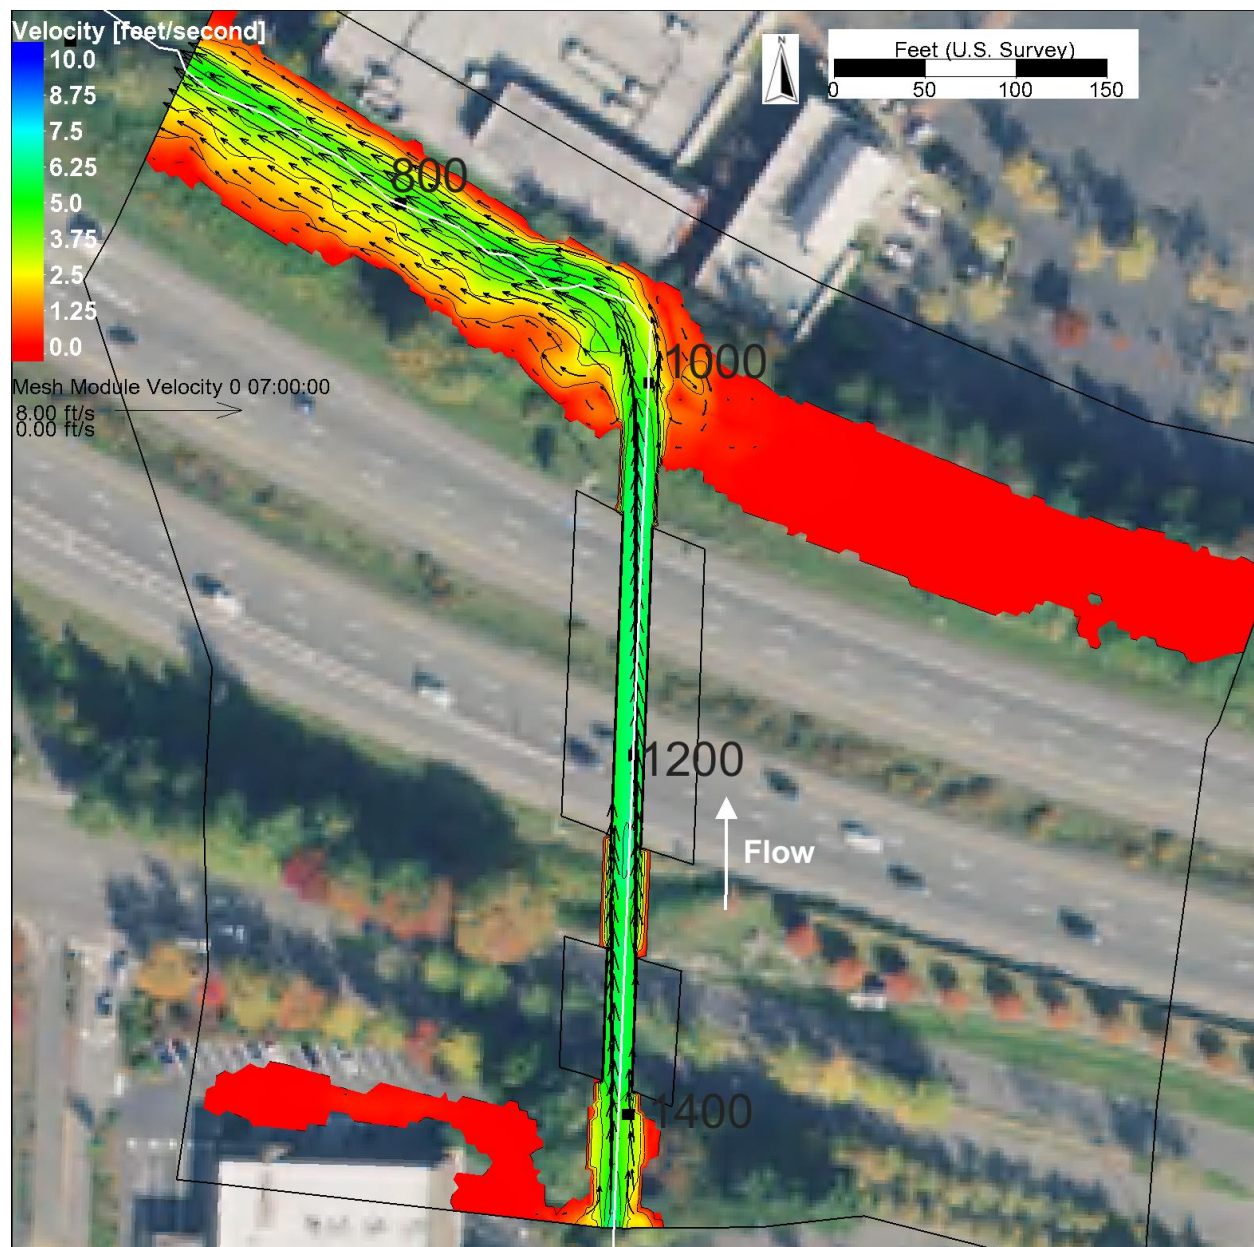 Velocity [feet/second]
10.0
8.75
7.5
6.25
5.0
3.75
2.5
1.25
0.0
Mesh Module Velocity 0 07:00:00
8.00 ft/s
0.00 ft/s
N
Feet (U.S. Survey)
0 50 100 150
800
1000
1200
Flow
1400